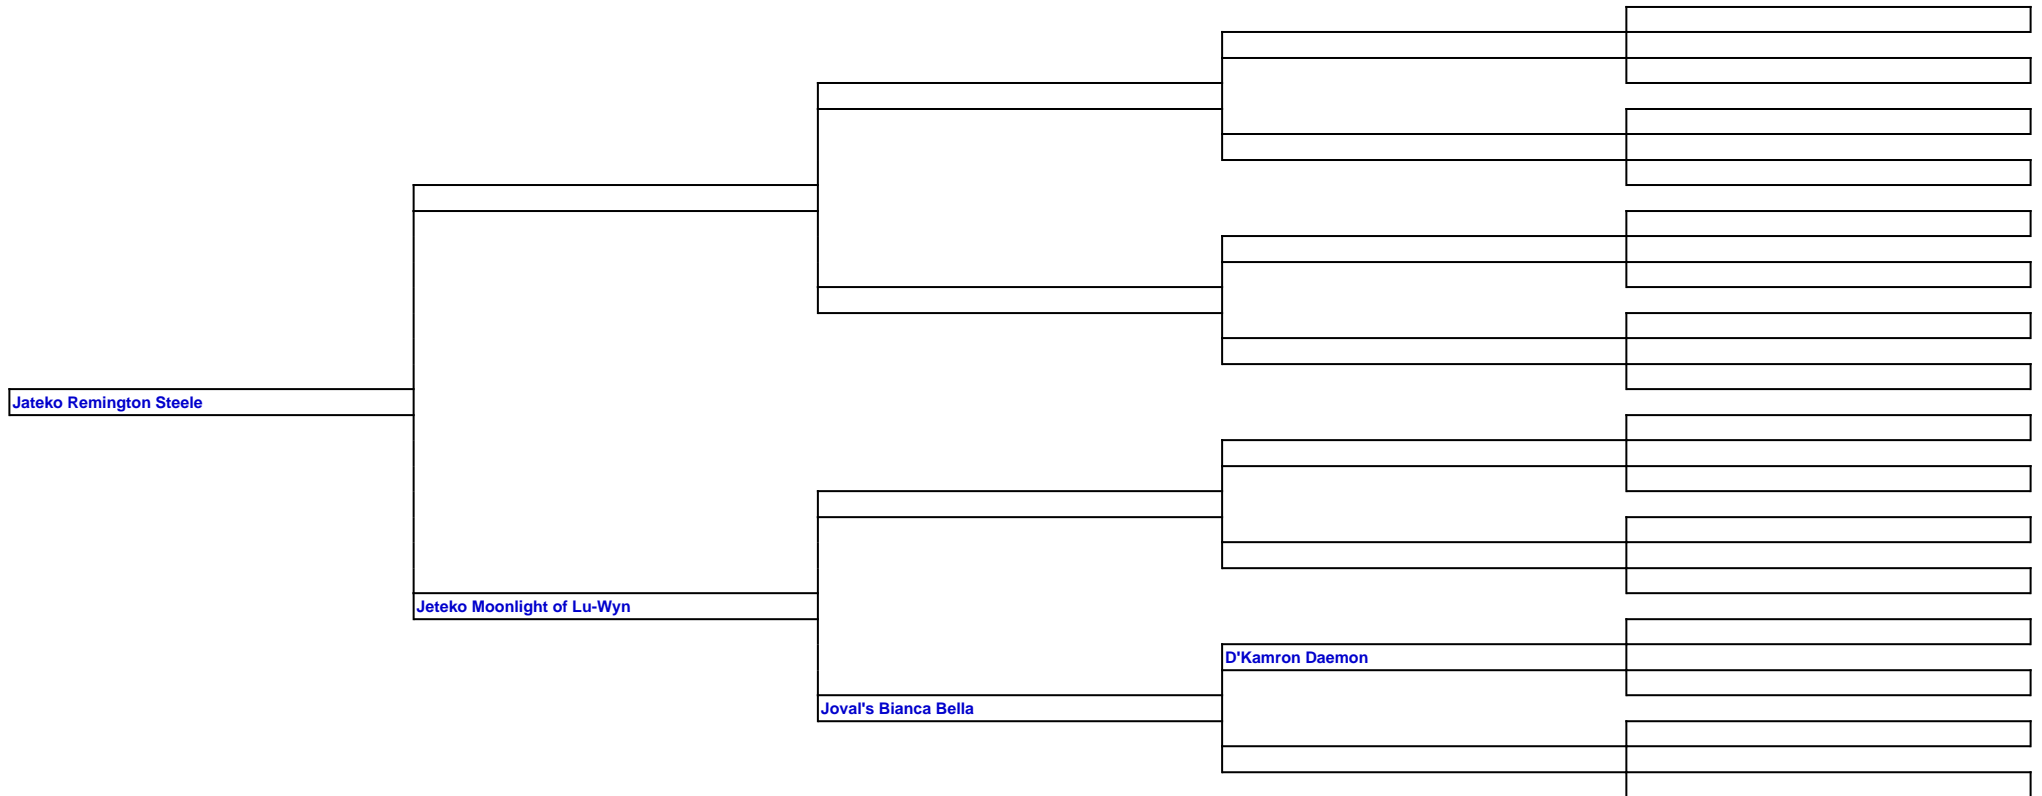 Jateko Remington Steele
Jeteko Moonlight of Lu-Wyn
D'Kamron Daemon
Joval's Bianca Bella